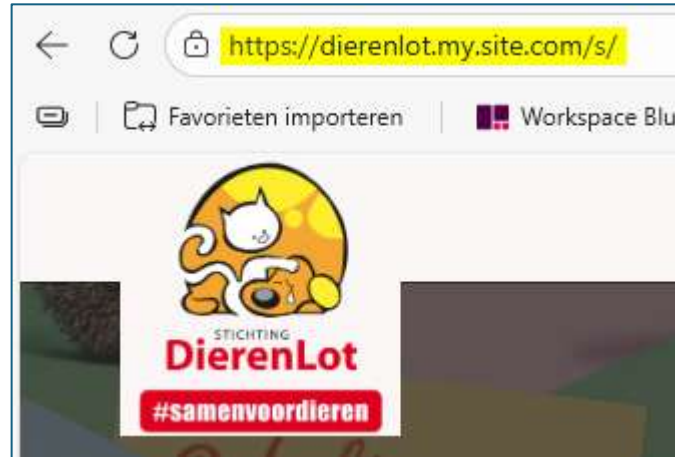 https://dierenlot.my.site.com/s/
Favorieten importeren
Workspace Blu
STICHTING
DierenLot
#samenvoordieren